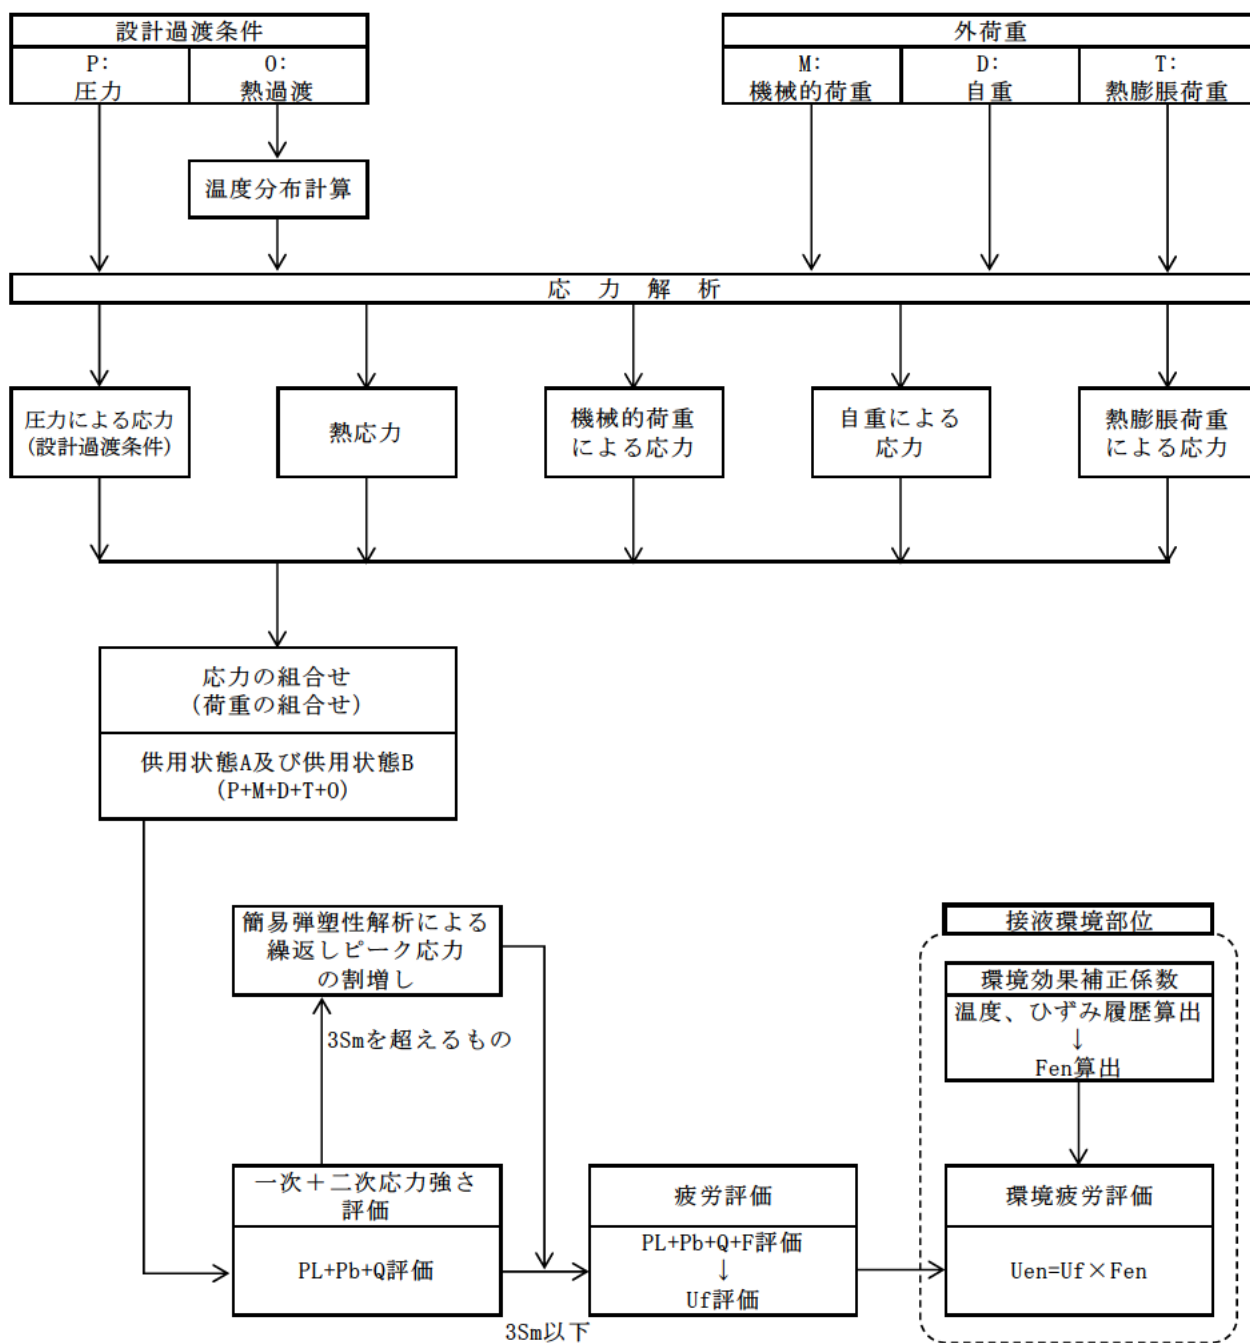 設計過渡条件
P:
圧力
O:
熱過渡
外荷重
M:
機械的荷重
D:
自重
T:
熱膨脹荷重
温度分布計算
応 力 解 析
圧力による応力
(設計過渡条件)
熱応力
機械的荷重
による応力
自重による
応力
熱膨脹荷重
による応力
応力の組合せ
(荷重の組合せ)
供用状態A及び供用状態B
(P+M+D+T+O)
簡易弾塑性解析による
繰返しピーク応力
の割増し
3Smを超えるもの
一次＋二次応力強さ
評価
PL+Pb+Q評価
3Sm以下
疲労評価
PL+Pb+Q+F評価
↓
Uf評価
接液環境部位
環境効果補正係数
温度、ひずみ履歴算出
↓
Fen算出
環境疲労評価
Uen=Uf×Fen